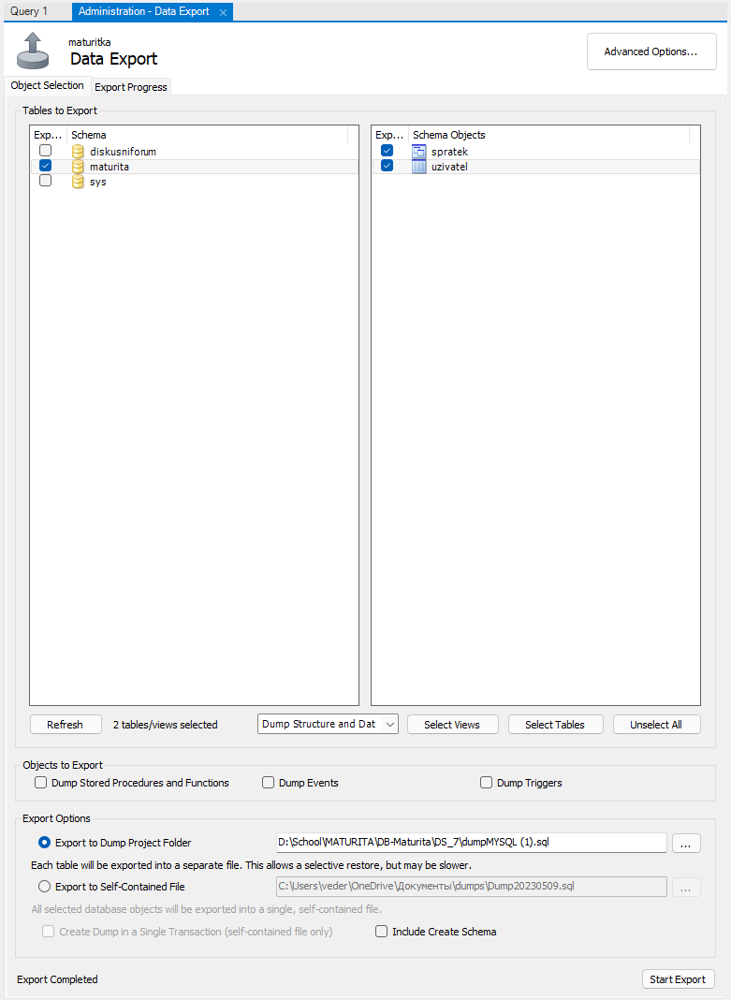 Query 1
Administration - Data Export
maturitka
Data Export
Advanced Options...
Object Selection
Export Progress
Tables to Export
Exp... Schema
diskusniforum
maturita
sys
Exp... Schema Objects
spratek
uzivatel
Refresh
2 tables/views selected
Dump Structure and Dat
Select Views
Select Tables
Unselect All
Objects to Export
Dump Stored Procedures and Functions
Dump Events
Dump Triggers
Export Options
Export to Dump Project Folder
D:\School\MATURITA\DB-Maturita\DS_7\dumpMYSQL (1).sql
...
Each table will be exported into a separate file. This allows a selective restore, but may be slower.
Export to Self-Contained File
C:\Users\veder\OneDrive\Документы\dumps\Dump20230509.sql
...
All selected database objects will be exported into a single, self-contained file.
Create Dump in a Single Transaction (self-contained file only)
Include Create Schema
Export Completed
Start Export